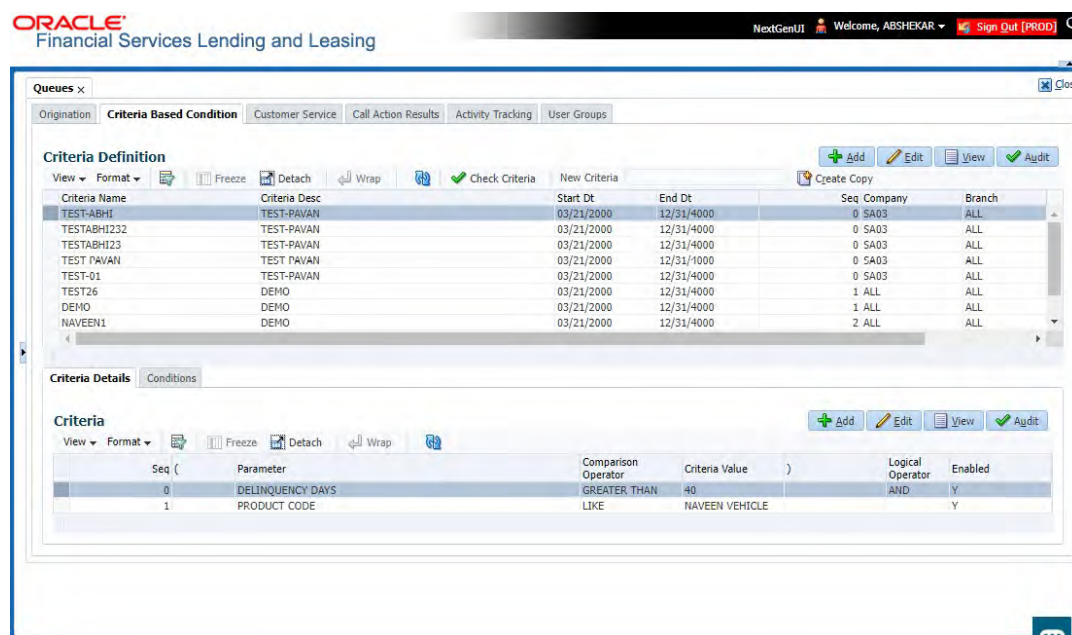 ORACLE
Financial Services Lending and Leasing
NextGenUI Welcome, ABSHEKAR Sign Out [PROD]
Queues x
Origination Criteria Based Condition Customer Service Call Action Results Activity Tracking User Groups
Criteria Definition
Add Edit View Audit
View Format Freeze Detach Wrap Check Criteria New Criteria Create Copy
Criteria Name Criteria Desc Start Dt End Dt Seq Company Branch
TEST-ABHI TEST-PAVAN 03/21/2000 12/31/4000 0 SA03 ALL
TESTABHI232 TEST-PAVAN 03/21/2000 12/31/4000 0 SA03 ALL
TESTABHI23 TEST-PAVAN 03/21/2000 12/31/4000 0 SA03 ALL
TEST PAVAN TEST PAVAN 03/21/2000 12/31/4000 0 SA03 ALL
TEST-01 TEST-PAVAN 03/21/2000 12/31/4000 0 SA03 ALL
TEST26 DEMO 03/21/2000 12/31/4000 1 ALL ALL
DEMO DEMO 03/21/2000 12/31/4000 1 ALL ALL
NAVEEN1 DEMO 03/21/2000 12/31/4000 2 ALL ALL
Criteria Details Conditions
Criteria
Add Edit View Audit
View Format Freeze Detach Wrap
Seq ( Parameter Comparison Operator Criteria Value ) Logical Operator Enabled
0 DELINQUENCY DAYS GREATER THAN 40 AND Y
1 PRODUCT CODE LIKE NAVEEN VEHICLE Y